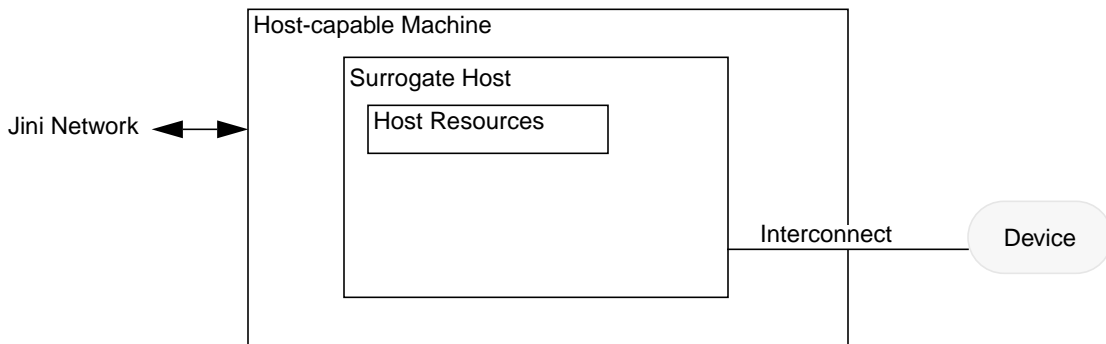 Host-capable Machine
Surrogate Host
Host Resources
Jini Network
Interconnect
Device